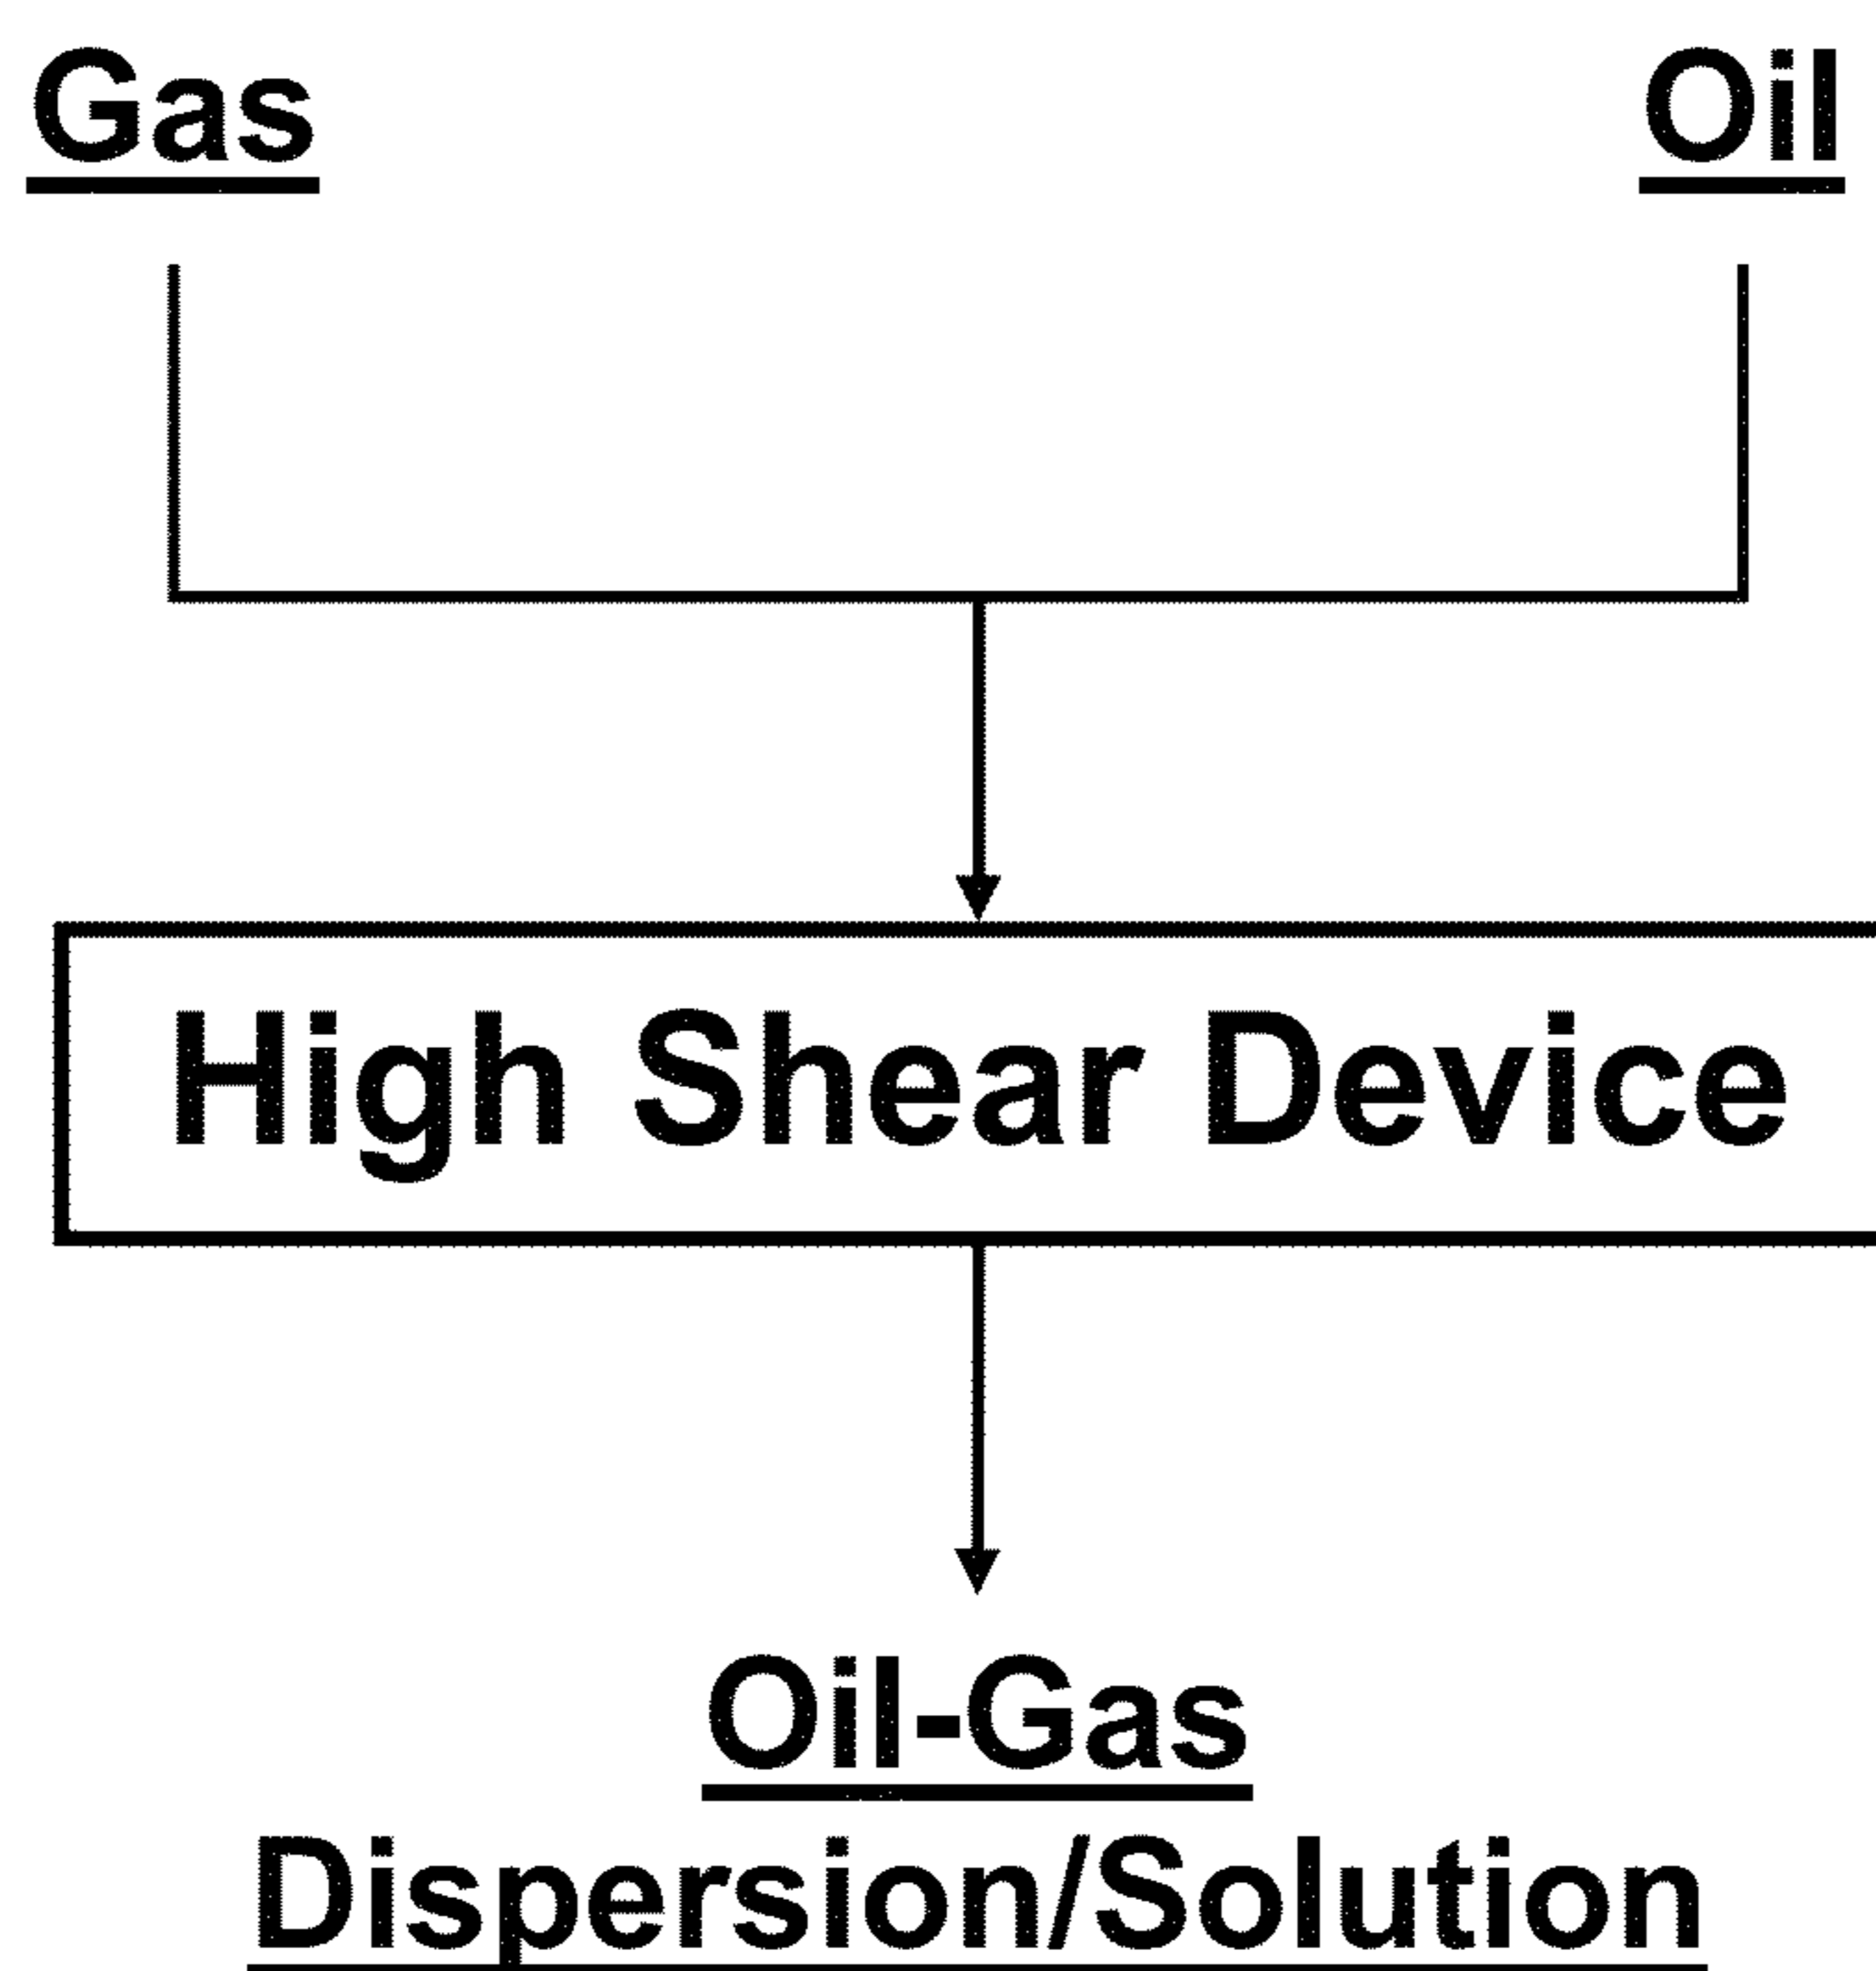 Gas
Oil
High Shear Device
Oil-Gas
Dispersion/Solution